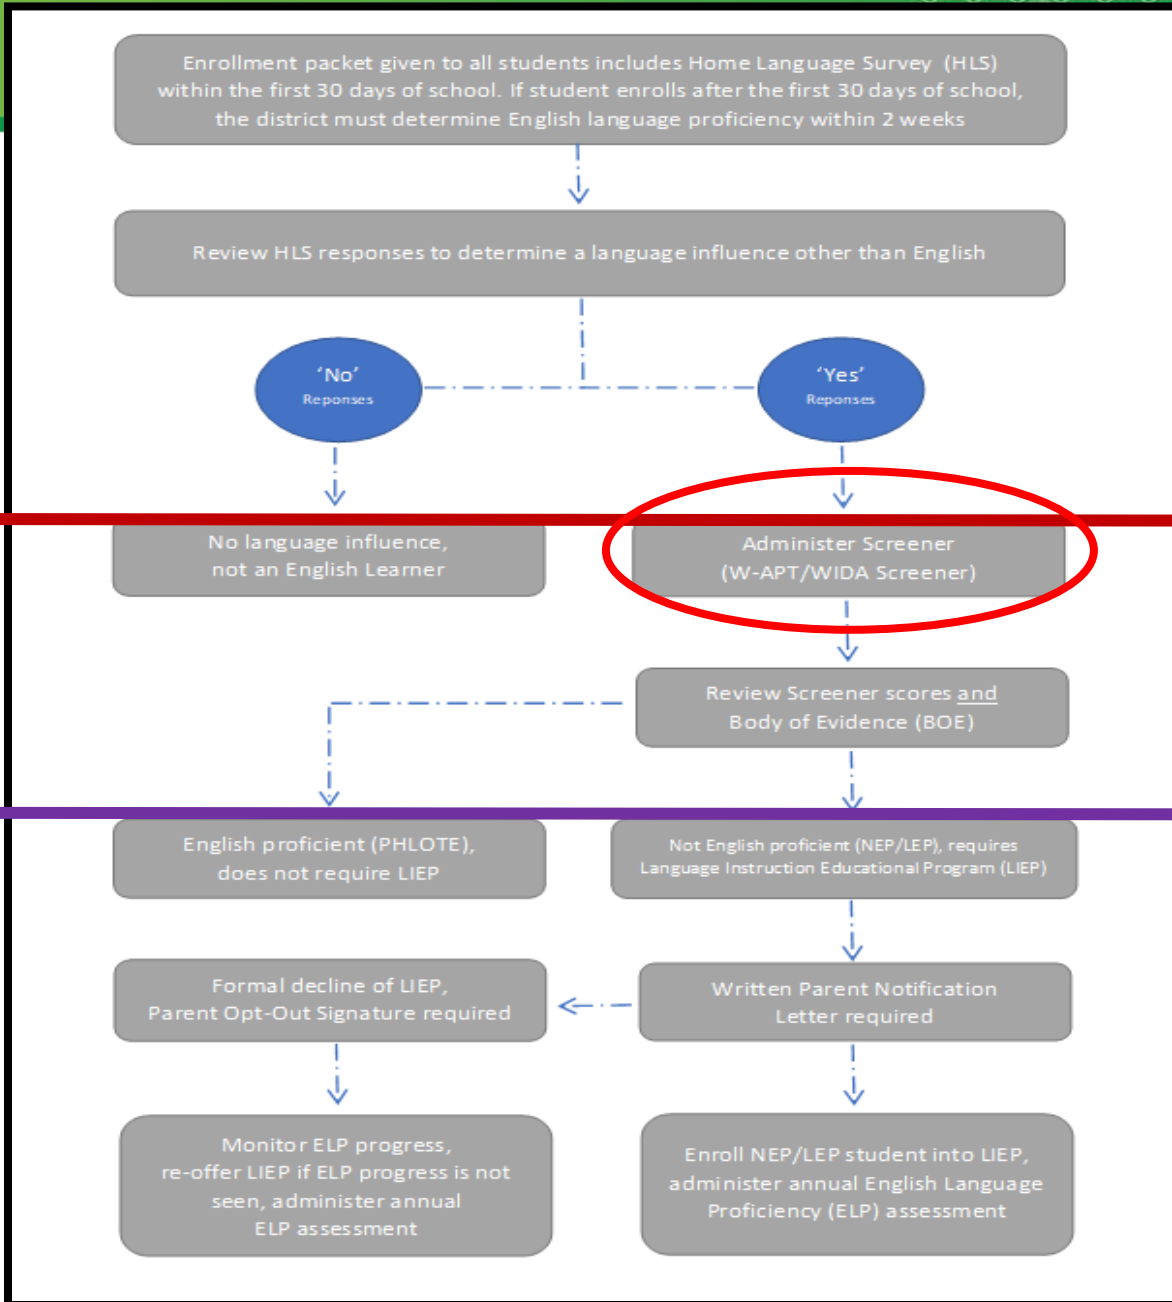 Enrollment packet given to all students includes Home Language Survey (HLS)
within the first 30 days of school. If student enrolls after the first 30 days of school,
the district must determine English language proficiency within 2 weeks
Review HLS responses to determine a language influence other than English
‘No’
Reponses
‘Yes’
Reponses
No language influence,
not an English Learner
Administer Screener
(W-APT/WIDA Screener)
Review Screener scores and
Body of Evidence (BOE)
English proficient (PHLOTE),
does not require LIEP
Not English proficient (NEP/LEP), requires
Language Instruction Educational Program (LIEP)
Formal decline of LIEP,
Parent Opt-Out Signature required
Written Parent Notification
Letter required
Monitor ELP progress,
re-offer LIEP if ELP progress is not
seen, administer annual
ELP assessment
Enroll NEP/LEP student into LIEP,
administer annual English Language
Proficiency (ELP) assessment